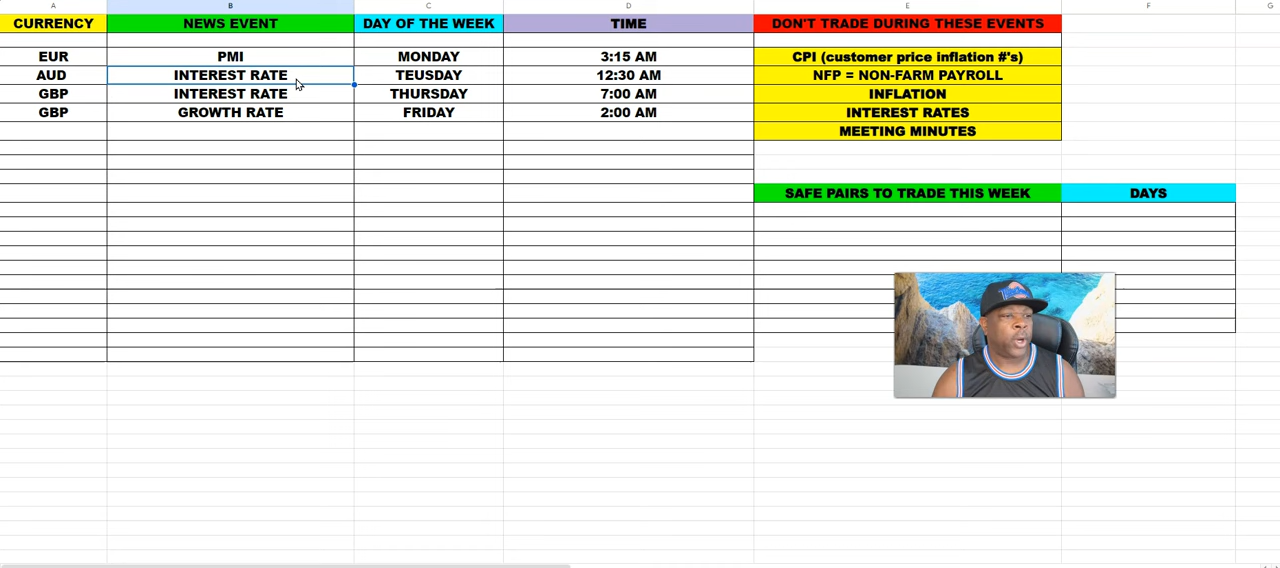 A B C D E F G
CURRENCY NEWS EVENT DAY OF THE WEEK TIME DON'T TRADE DURING THESE EVENTS
EUR PMI MONDAY 3:15 AM CPI (customer price inflation #'s)
AUD INTEREST RATE TEUSDAY 12:30 AM NFP = NON-FARM PAYROLL
GBP INTEREST RATE THURSDAY 7:00 AM INFLATION
GBP GROWTH RATE FRIDAY 2:00 AM INTEREST RATES
MEETING MINUTES
SAFE PAIRS TO TRADE THIS WEEK DAYS